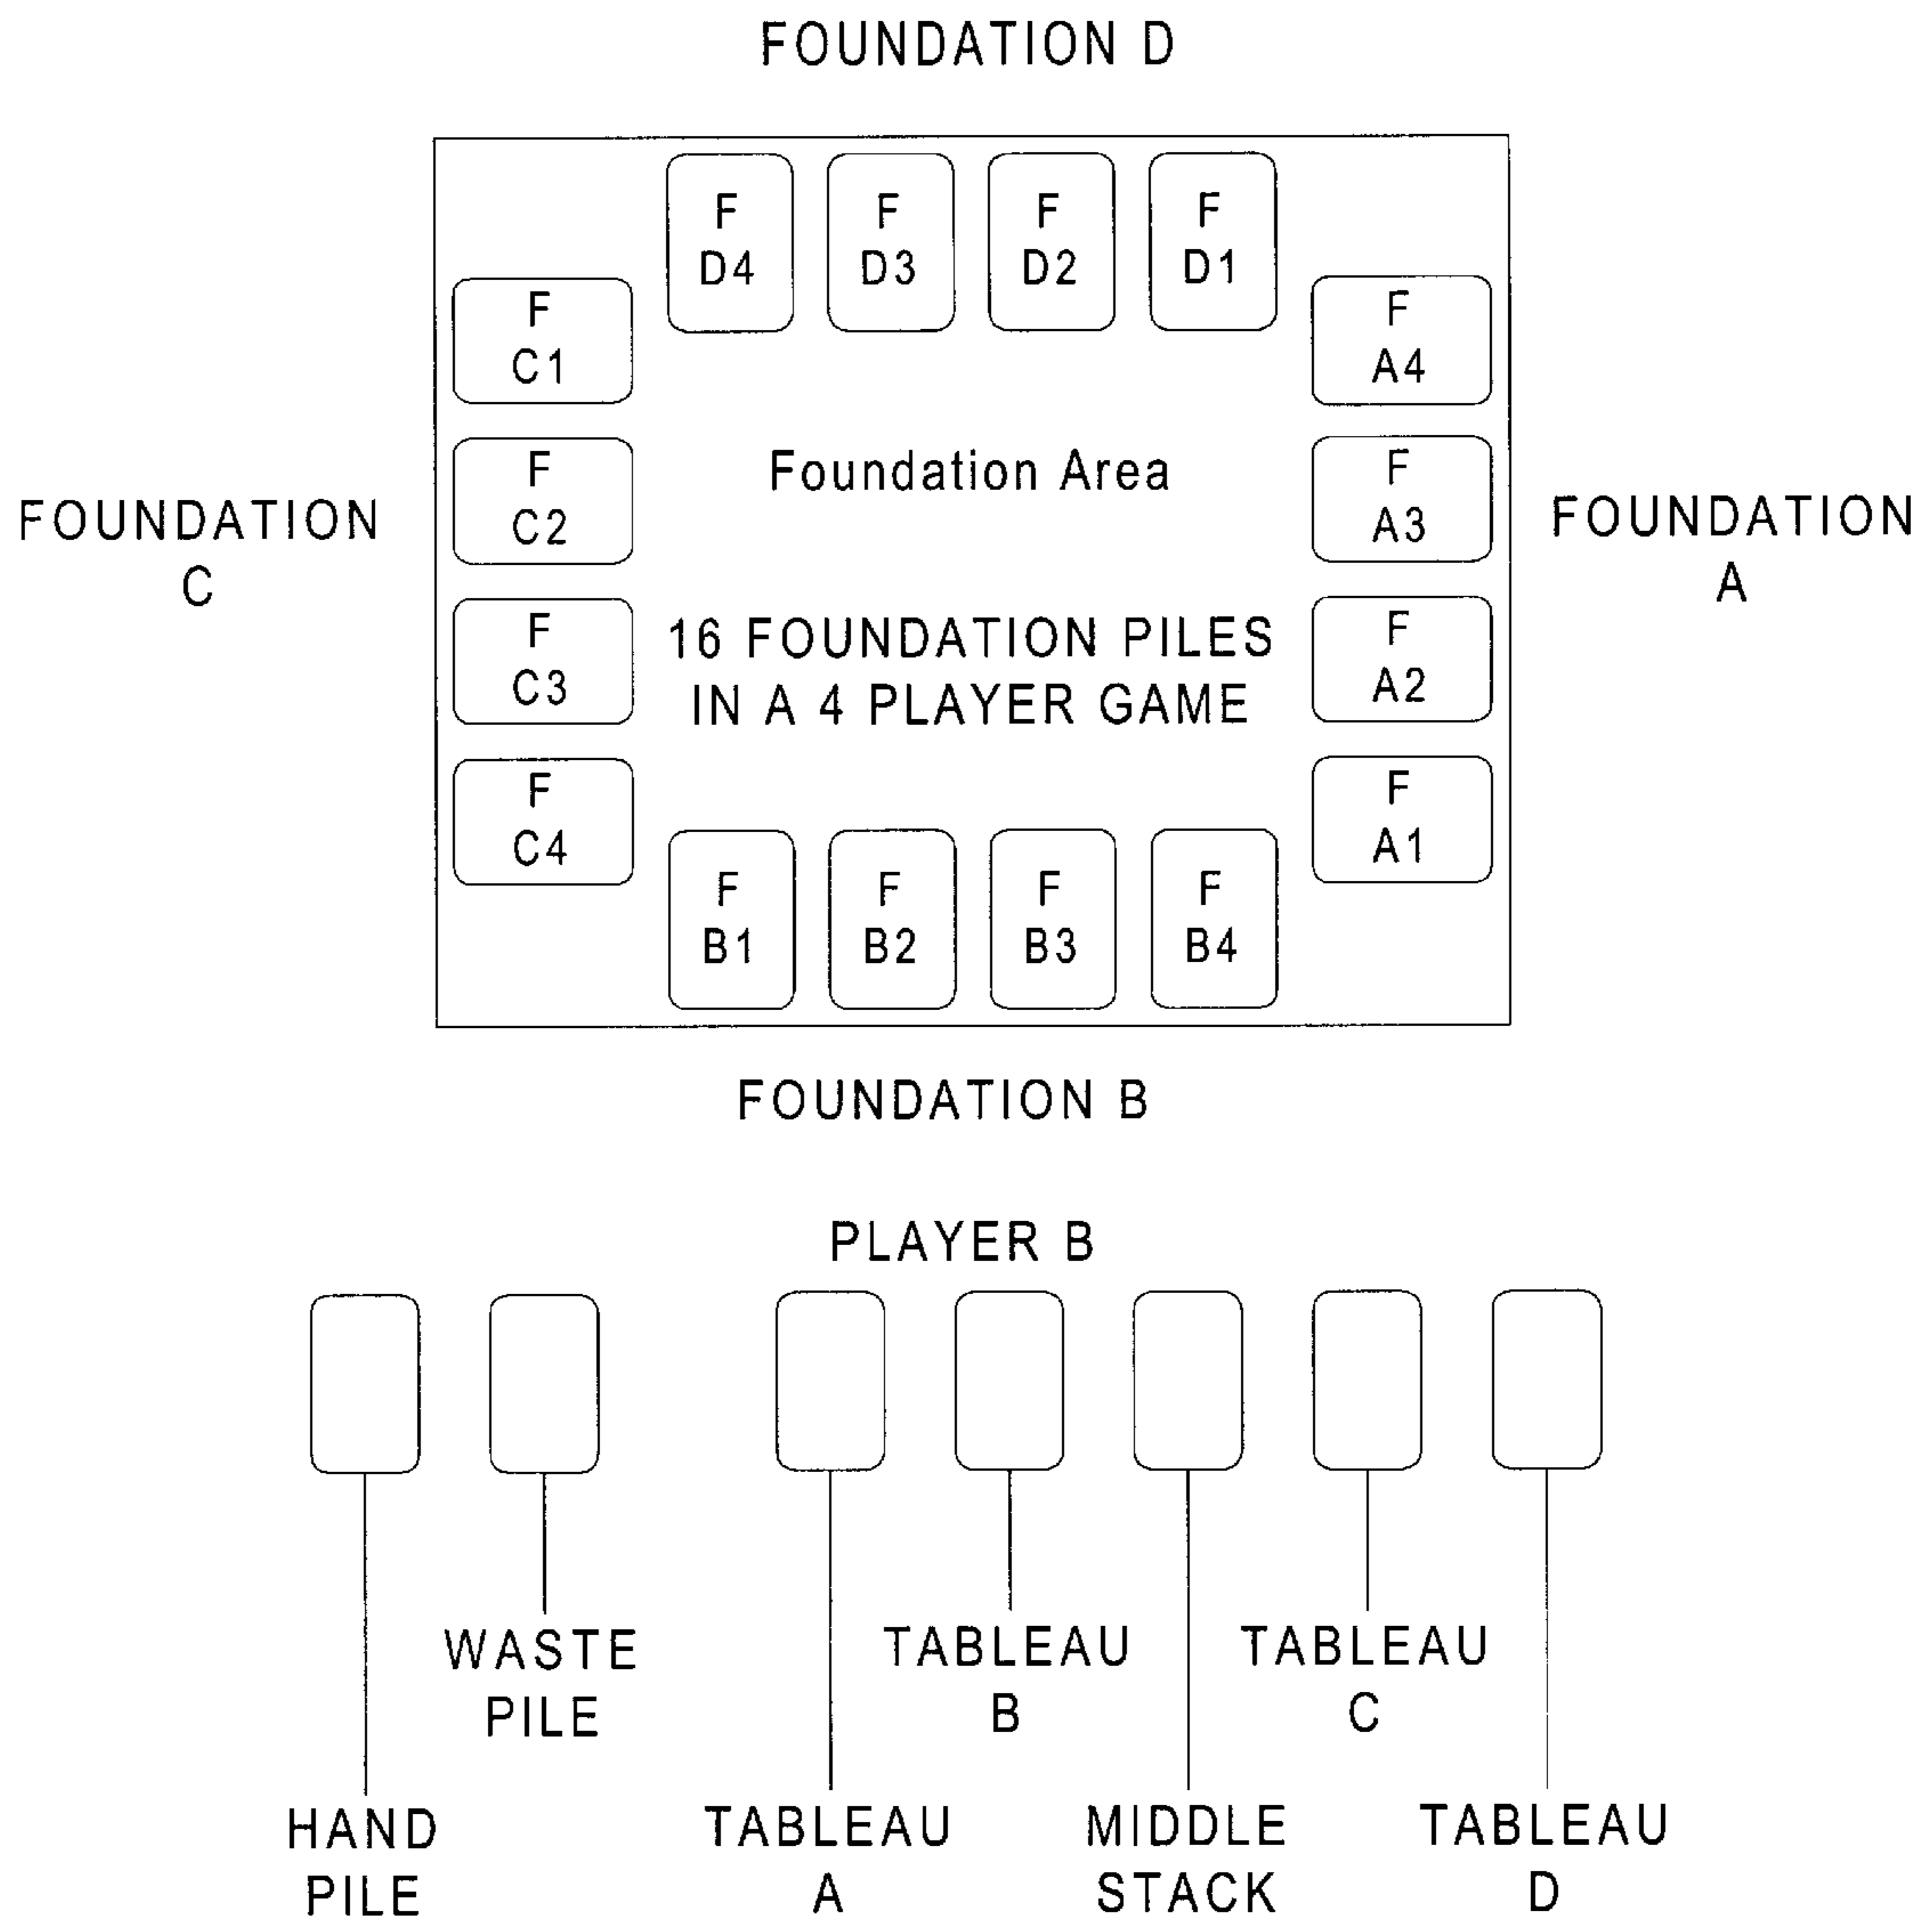 FOUNDATION D
F
D4
F
D3
F
D2
F
D1
F
C1
F
A4
Foundation Area
F
C2
F
A3
FOUNDATION
C
FOUNDATION
A
F
C3
16 FOUNDATION PILES
IN A 4 PLAYER GAME
F
A2
F
C4
F
A1
F
B1
F
B2
F
B3
F
B4
FOUNDATION B
PLAYER B
WASTE
PILE
TABLEAU
B
TABLEAU
C
HAND
PILE
TABLEAU
A
MIDDLE
STACK
TABLEAU
D